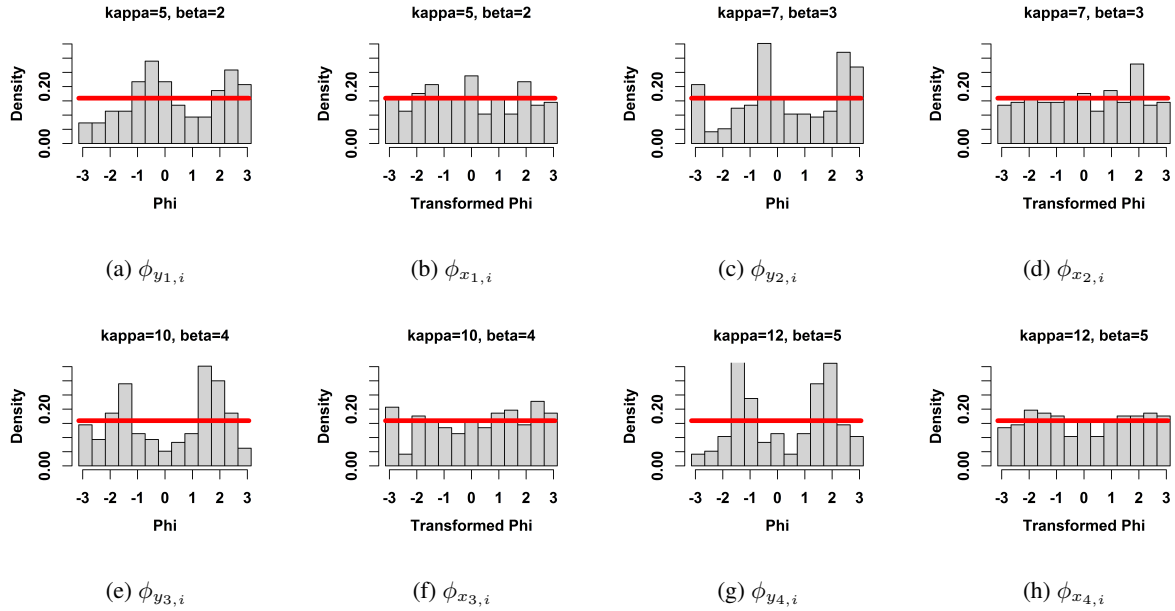 kappa=5, beta=2
Density
0.00 0.20
-3 -2 -1 0 1 2 3
Phi
(a) ϕ_{y_{1,i}}
kappa=5, beta=2
Density
0.00 0.20
-3 -2 -1 0 1 2 3
Transformed Phi
(b) ϕ_{x_{1,i}}
kappa=7, beta=3
Density
0.00 0.20
-3 -2 -1 0 1 2 3
Phi
(c) ϕ_{y_{2,i}}
kappa=7, beta=3
Density
0.00 0.20
-3 -2 -1 0 1 2 3
Transformed Phi
(d) ϕ_{x_{2,i}}
kappa=10, beta=4
Density
0.00 0.20
-3 -2 -1 0 1 2 3
Phi
(e) ϕ_{y_{3,i}}
kappa=10, beta=4
Density
0.00 0.20
-3 -2 -1 0 1 2 3
Transformed Phi
(f) ϕ_{x_{3,i}}
kappa=12, beta=5
Density
0.00 0.20
-3 -2 -1 0 1 2 3
Phi
(g) ϕ_{y_{4,i}}
kappa=12, beta=5
Density
0.00 0.20
-3 -2 -1 0 1 2 3
Transformed Phi
(h) ϕ_{x_{4,i}}